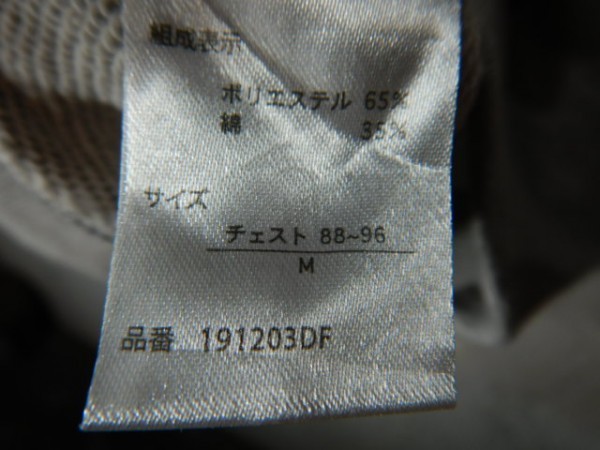 組成表示
ポリエステル 65%
綿 35%
サイズ
チェスト 88~96
M
品番 191203DF